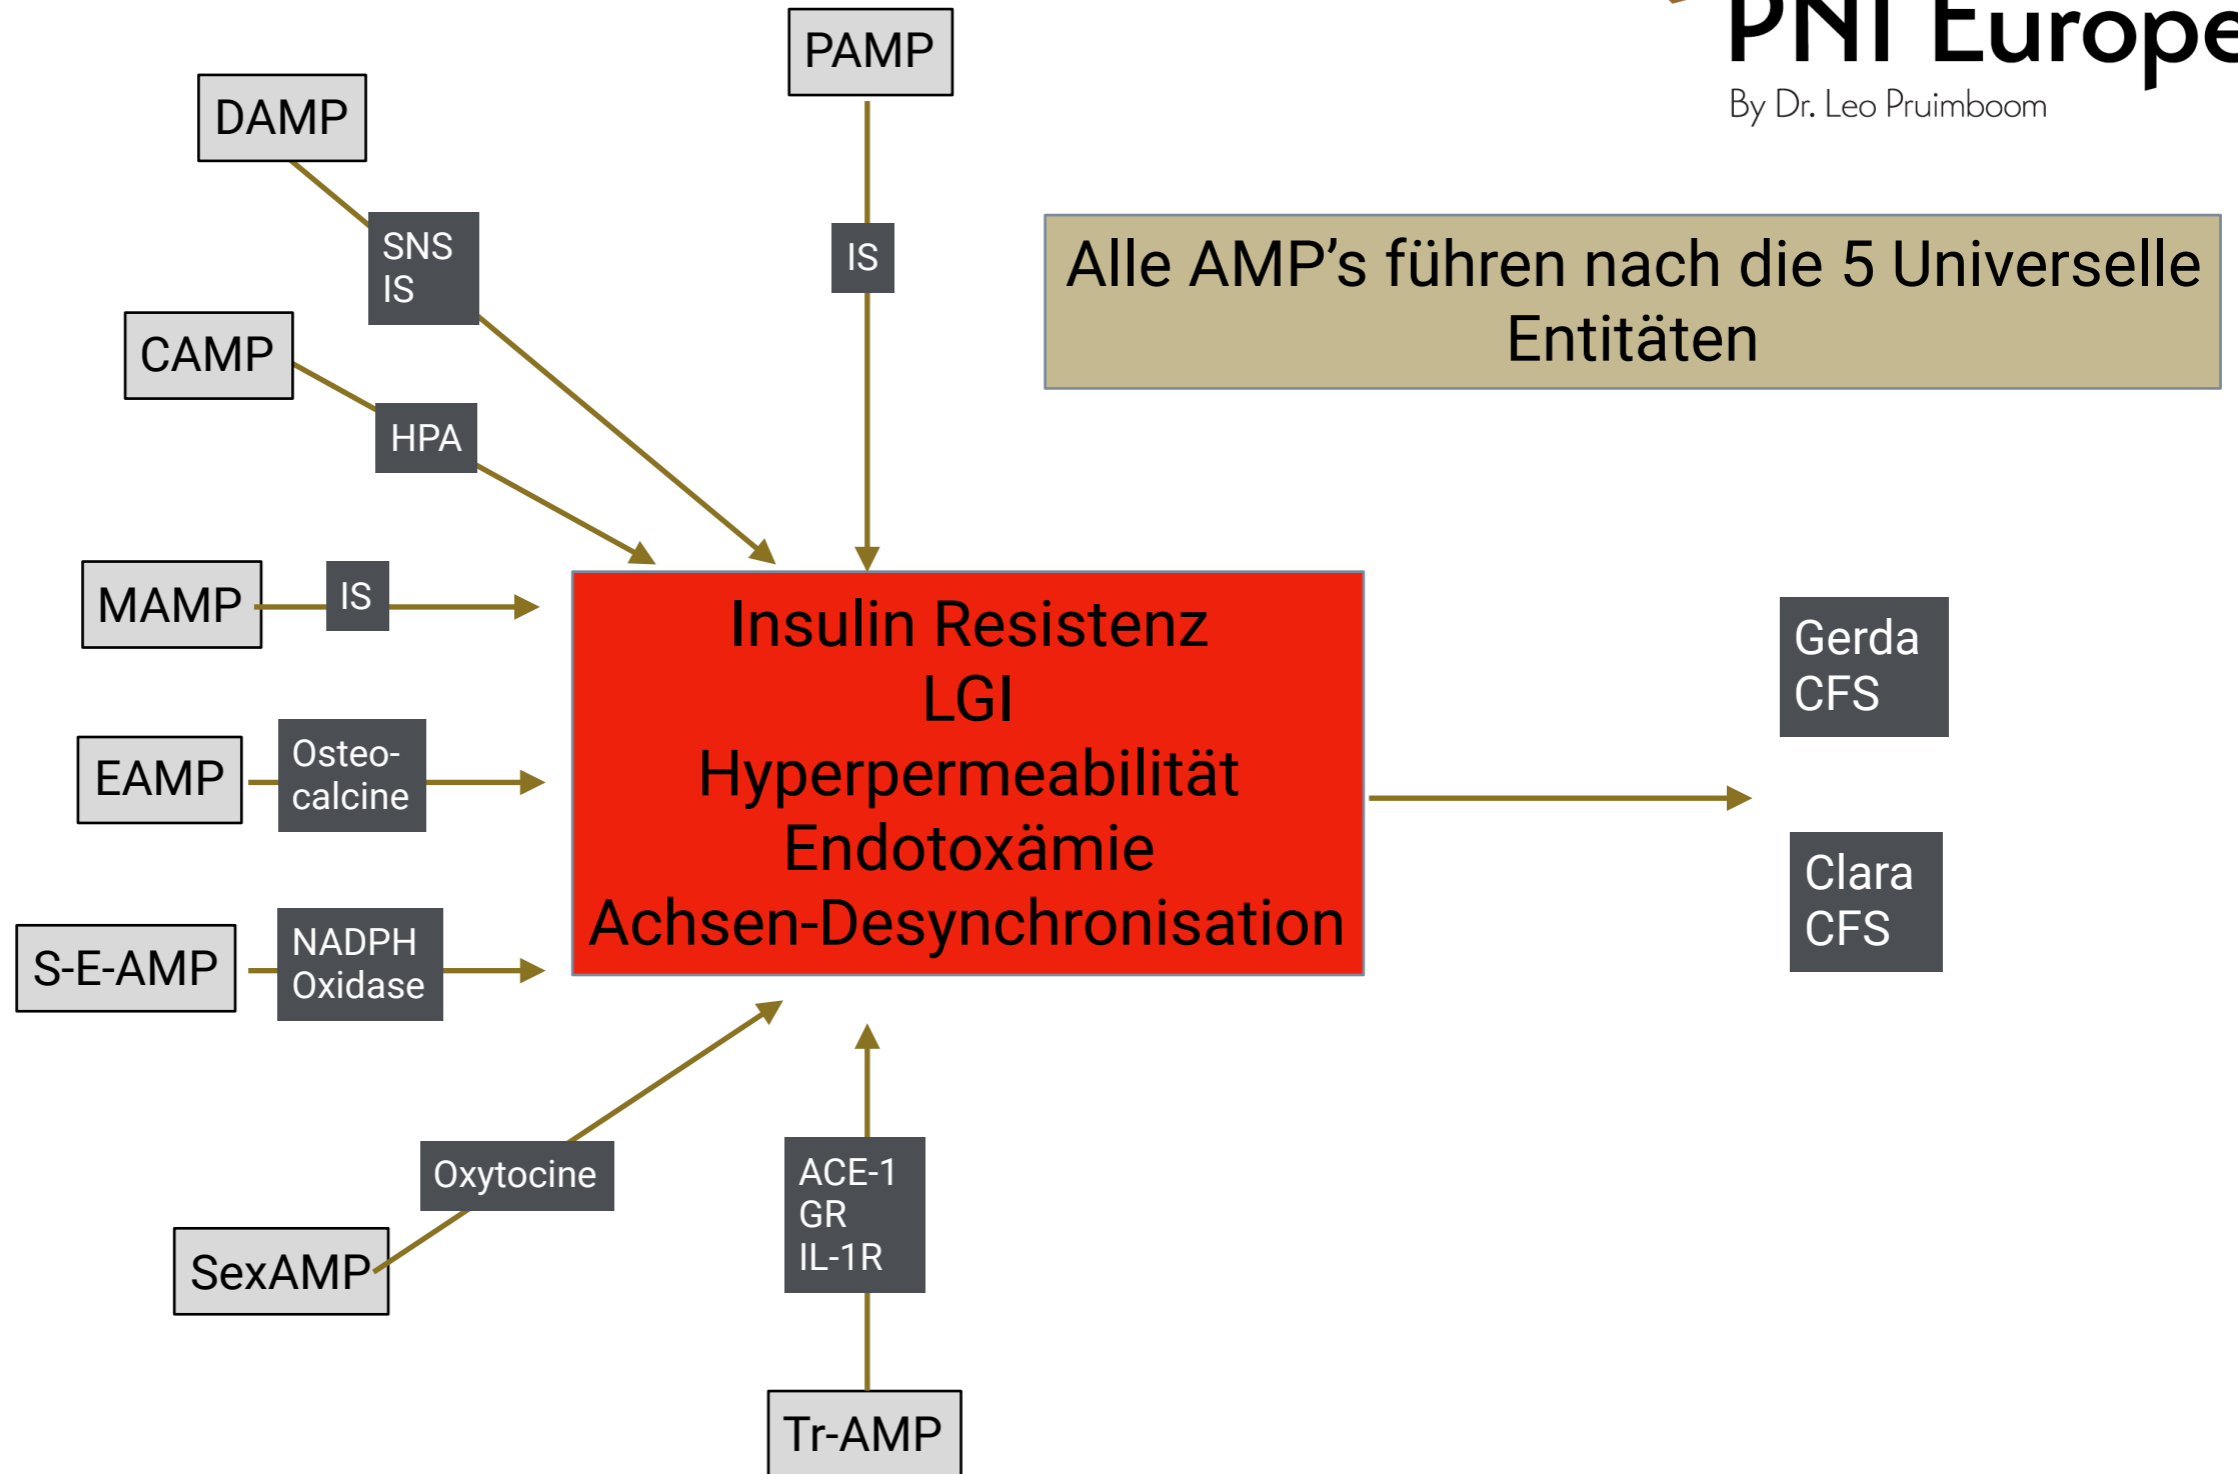 PNI Europe
By Dr. Leo Pruimboom
PAMP
DAMP
SNS
IS
IS
Alle AMP’s führen nach die 5 Universelle
Entitäten
CAMP
HPA
MAMP
IS
Insulin Resistenz
LGI
Hyperpermeabilität
Endotoxämie
Achsen-Desynchronisation
Gerda
CFS
EAMP
Osteo-
calcine
Clara
CFS
S-E-AMP
NADPH
Oxidase
Oxytocine
ACE-1
GR
IL-1R
SexAMP
Tr-AMP